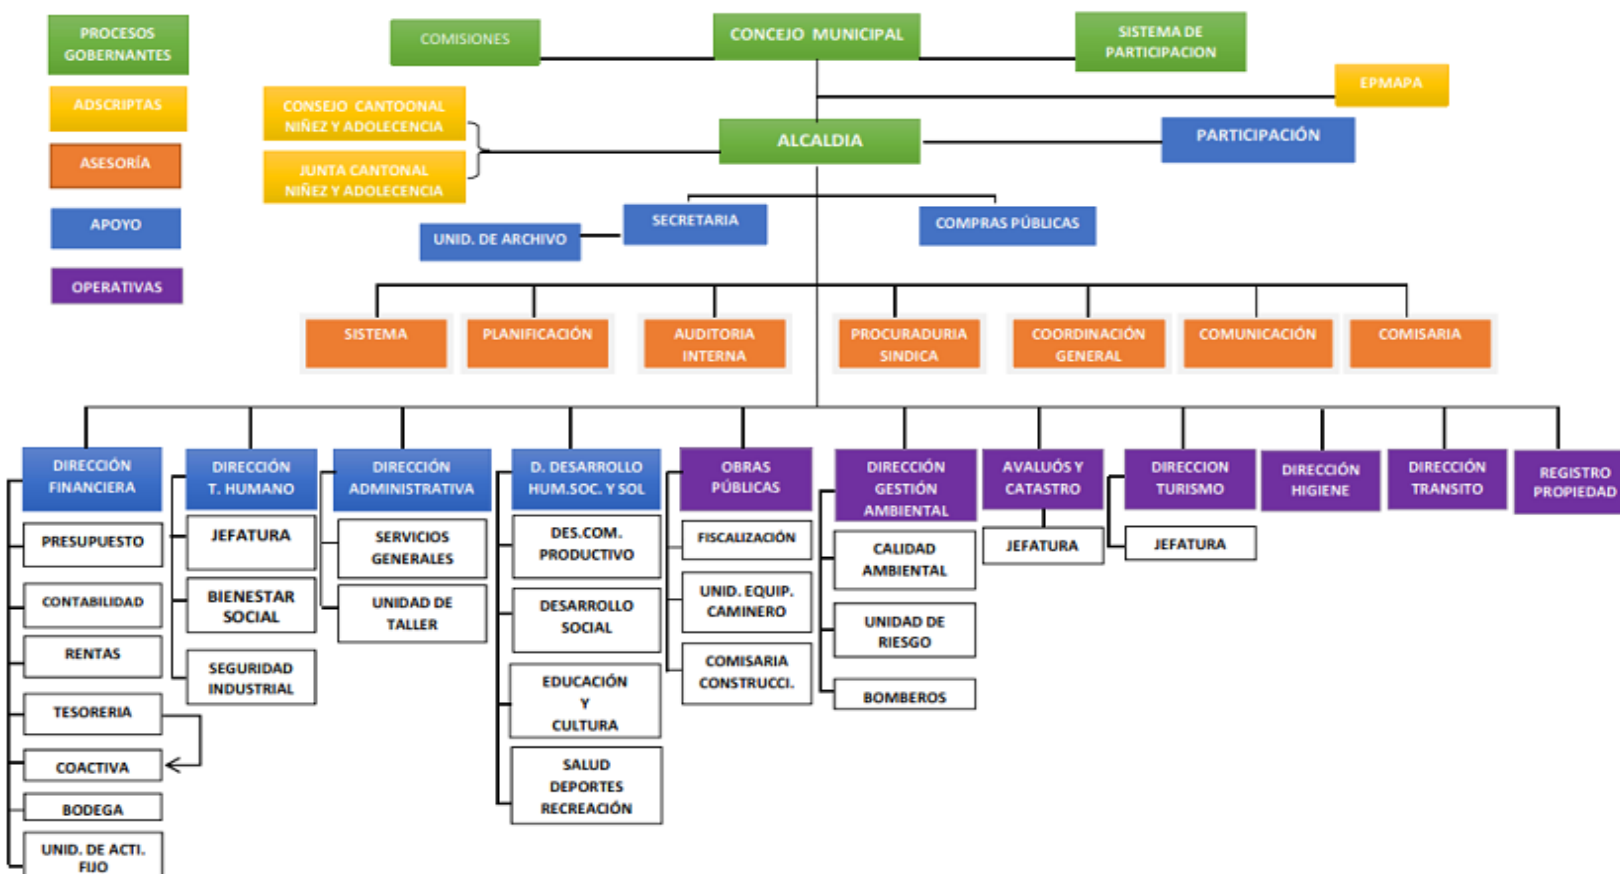 PROCESOS
GOBERNANTES
ADSCRIPTAS
ASESORÍA
APOYO
OPERATIVAS
COMISIONES
CONCEJO MUNICIPAL
SISTEMA DE
PARTICIPACION
EPMAPA
CONSEJO CANTOONAL
NIÑEZ Y ADOLECENCIA
JUNTA CANTONAL
NIÑEZ Y ADOLECENCIA
ALCALDIA
PARTICIPACIÓN
UNID. DE ARCHIVO
SECRETARIA
COMPRAS PÚBLICAS
SISTEMA
PLANIFICACIÓN
AUDITORIA
INTERNA
PROCURADURIA
SINDICA
COORDINACIÓN
GENERAL
COMUNICACIÓN
COMISARIA
DIRECCIÓN
FINANCIERA
PRESUPUESTO
CONTABILIDAD
RENTAS
TESORERIA
COACTIVA
BODEGA
UNID. DE ACTI.
FIJO
DIRECCIÓN
T. HUMANO
JEFATURA
BIENESTAR
SOCIAL
SEGURIDAD
INDUSTRIAL
DIRECCIÓN
ADMINISTRATIVA
SERVICIOS
GENERALES
UNIDAD DE
TALLER
D. DESARROLLO
HUM.SOC. Y SOL
DES.COM.
PRODUCTIVO
DESARROLLO
SOCIAL
EDUCACIÓN
Y
CULTURA
SALUD
DEPORTES
RECREACIÓN
OBRAS
PÚBLICAS
FISCALIZACIÓN
UNID. EQUIP.
CAMINERO
COMISARIA
CONSTRUCCI.
DIRECCIÓN
GESTIÓN
AMBIENTAL
CALIDAD
AMBIENTAL
UNIDAD DE
RIESGO
BOMBEROS
AVALUÓS Y
CATASTRO
JEFATURA
DIRECCION
TURISMO
JEFATURA
DIRECCIÓN
HIGIENE
DIRECCIÓN
TRANSITO
REGISTRO
PROPIEDAD